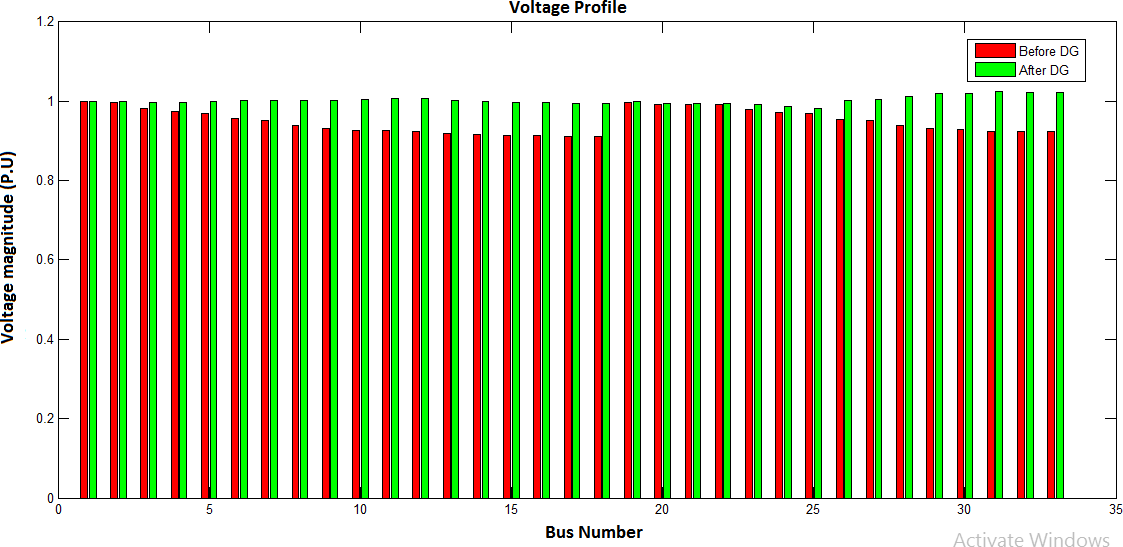 Voltage Profile
Before DG
After DG
Voltage magnitude (P.U)
1.2
1
0.8
0.6
0.4
0.2
0
0 5 10 15 20 25 30 35
Bus Number
Activate Windows